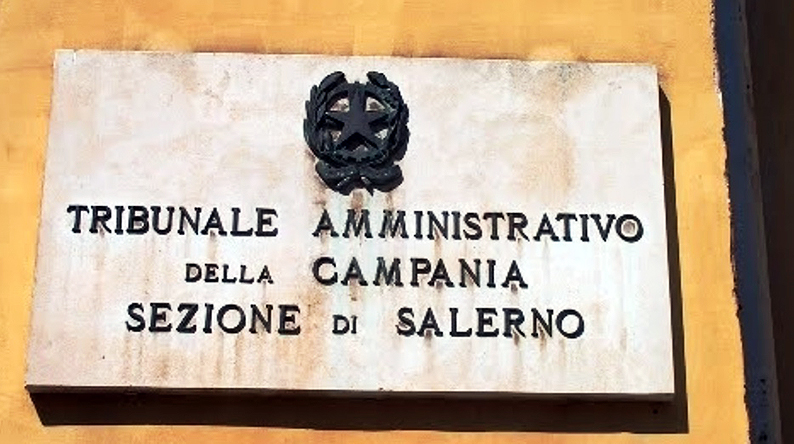 TRIBUNALE AMMINISTRATIVO
DELLA CAMPANIA
SEZIONE DI SALERNO